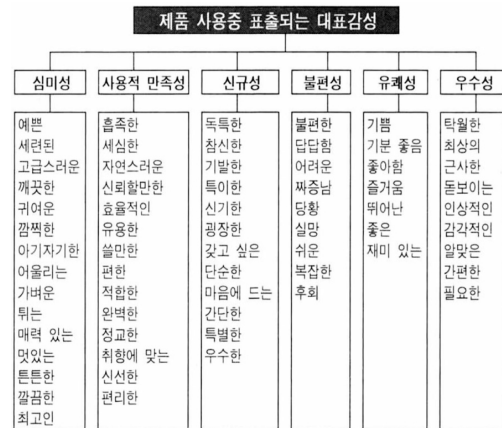 제품 사용중 표출되는 대표감성
심미성
예쁜
세련된
고급스러운
깨끗한
귀여운
깜찍한
아기자기한
어울리는
가벼운
튀는
매력 있는
멋있는
튼튼한
깔끔한
최고인
사용적 만족성
흡족한
세심한
자연스러운
신뢰할만한
효율적인
유용한
쓸만한
편한
적합한
완벽한
정교한
취향에 맞는
신선한
편리한
신규성
독특한
참신한
기발한
특이한
신기한
굉장한
갖고 싶은
단순한
마음에 드는
간단한
특별한
우수한
불편성
불편한
답답함
어려운
짜증남
당황
실망
쉬운
복잡한
후회
유쾌성
기쁨
기분 좋음
좋아함
즐거움
뛰어난
좋은
재미 있는
우수성
탁월한
최상의
근사한
돋보이는
인상적인
감각적인
알맞은
간편한
필요한